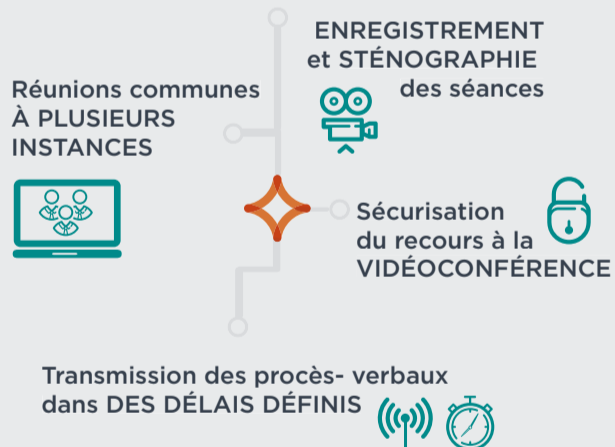 ENREGISTREMENT
et STÉNOGRAPHIE
des séances
Réunions communes
À PLUSIEURS
INSTANCES
Sécurisation
du recours à la
VIDÉOCONFÉRENCE
Transmission des procès- verbaux
dans DES DÉLAIS DÉFINIS